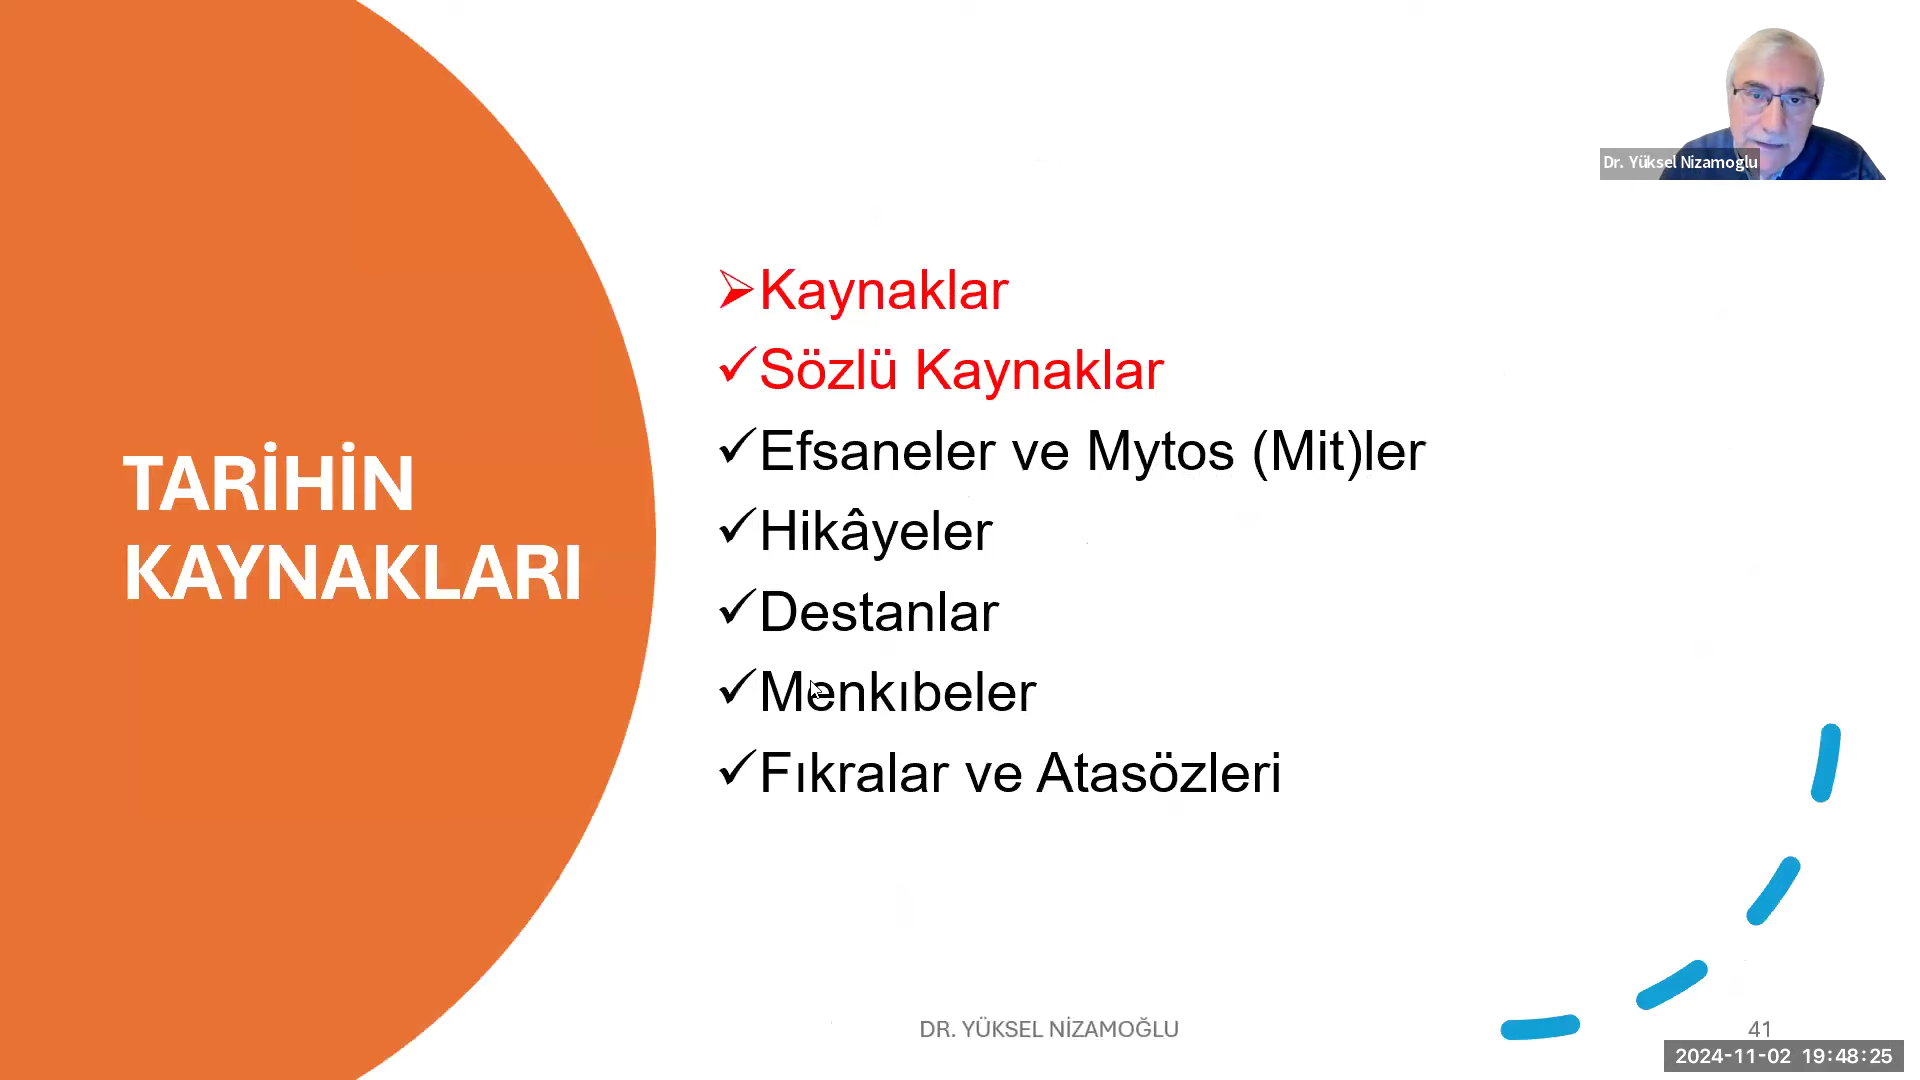 Dr. Yüksel Nizamoglu
TARİHİN
KAYNAKLARI
Kaynaklar
Sözlü Kaynaklar
Efsaneler ve Mytos (Mit)ler
Hikâyeler
Destanlar
Menkıbeler
Fıkralar ve Atasözleri
DR. YÜKSEL NİZAMOĞLU
41
2024-11-02 19:48:25